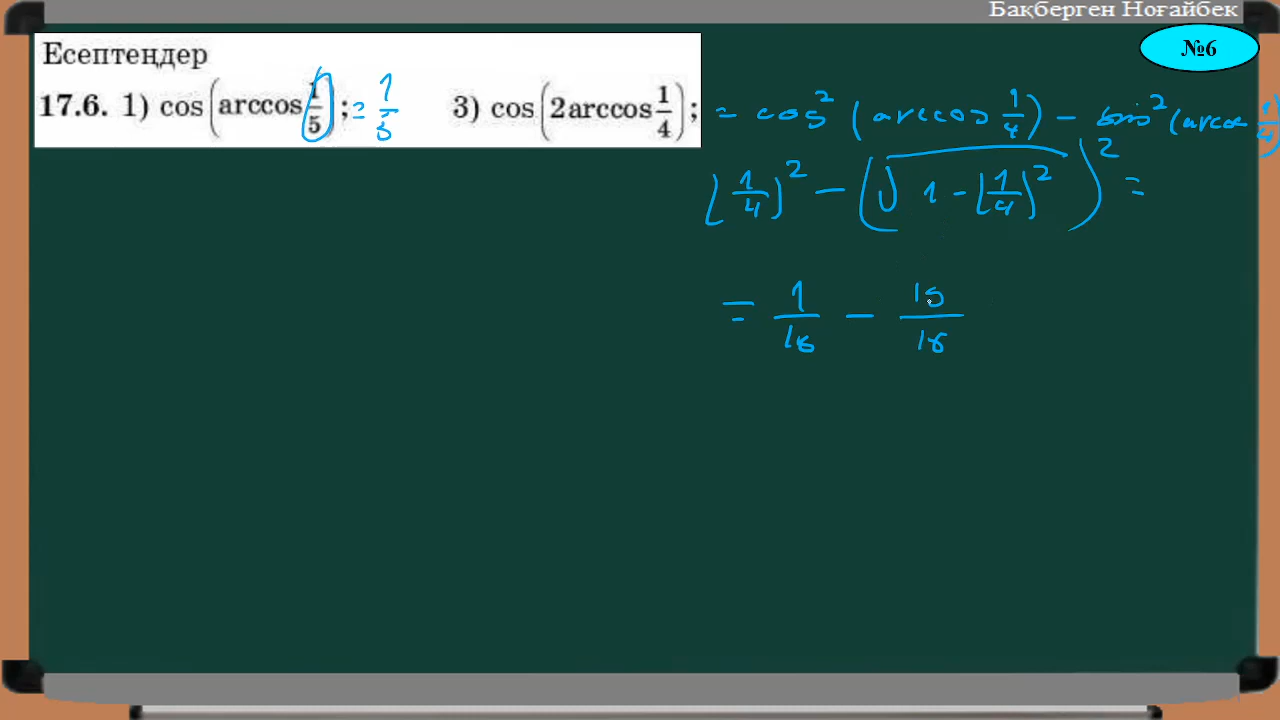 Бақберген Ноғайбек
№6
Есептеңдер
17.6. 1) cos(arccos 1/5); = 1/5 3) cos(2arccos 1/4); = cos² (arccos 1/4) − sin² (arccos 1/4)
(1/4)² − (√(1 − (1/4)²))² =
= 1/16 − 15/16